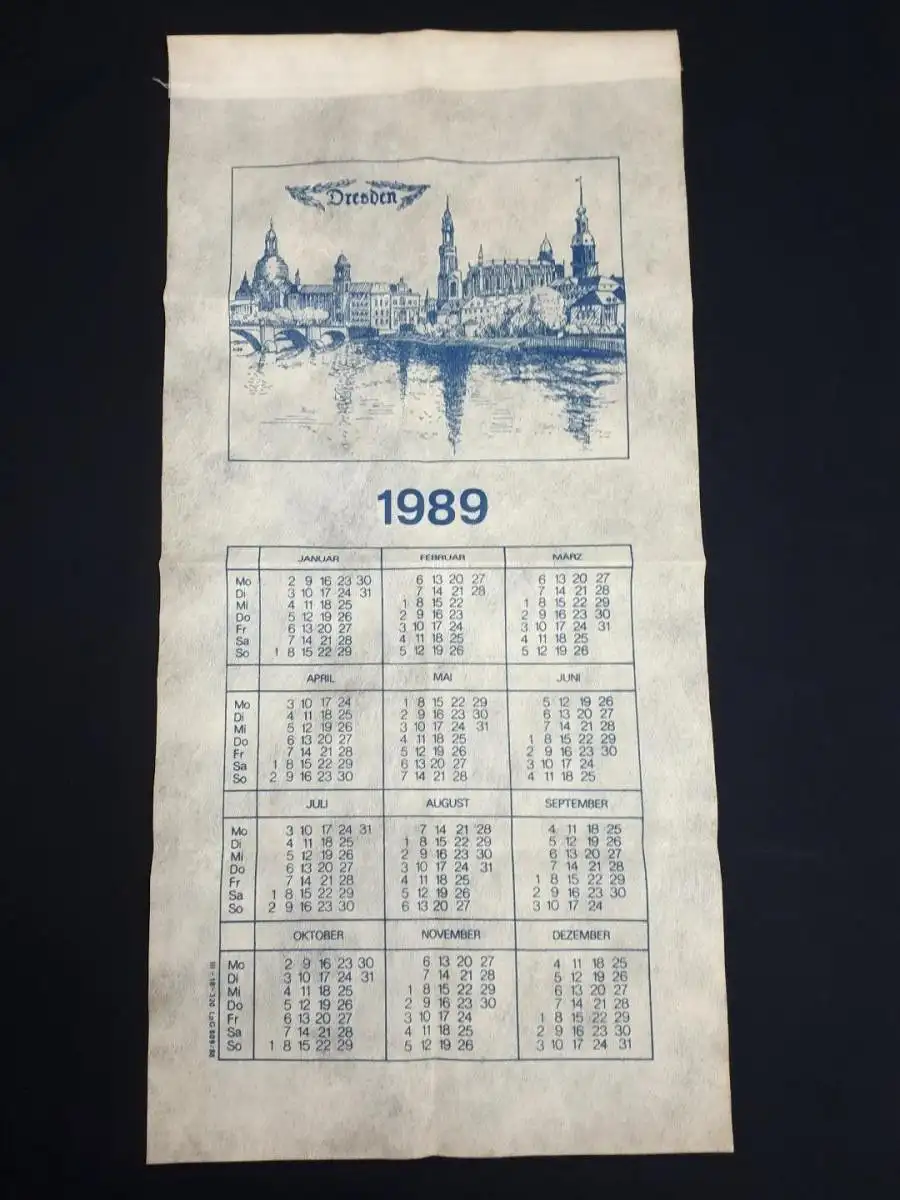 Dresden
1989
JANUAR FEBRUAR MÄRZ
Mo 2 9 16 23 30 6 13 20 27 6 13 20 27
Di 3 10 17 24 31 7 14 21 28 7 14 21 28
Mi 4 11 18 25 1 8 15 22 1 8 15 22 29
Do 5 12 19 26 2 9 16 23 2 9 16 23 30
Fr 6 13 20 27 3 10 17 24 3 10 17 24 31
Sa 7 14 21 28 4 11 18 25 4 11 18 25
So 1 8 15 22 29 5 12 19 26 5 12 19 26
APRIL MAI JUNI
Mo 3 10 17 24 1 8 15 22 29 5 12 19 26
Di 4 11 18 25 2 9 16 23 30 6 13 20 27
Mi 5 12 19 26 3 10 17 24 31 7 14 21 28
Do 6 13 20 27 4 11 18 25 1 8 15 22 29
Fr 7 14 21 28 5 12 19 26 2 9 16 23 30
Sa 1 8 15 22 29 6 13 20 27 3 10 17 24
So 2 9 16 23 30 7 14 21 28 4 11 18 25
JULI AUGUST SEPTEMBER
Mo 3 10 17 24 31 7 14 21 28 4 11 18 25
Di 4 11 18 25 1 8 15 22 29 5 12 19 26
Mi 5 12 19 26 2 9 16 23 30 6 13 20 27
Do 6 13 20 27 3 10 17 24 31 7 14 21 28
Fr 7 14 21 28 4 11 18 25 1 8 15 22 29
Sa 1 8 15 22 29 5 12 19 26 2 9 16 23 30
So 2 9 16 23 30 6 13 20 27 3 10 17 24
OKTOBER NOVEMBER DEZEMBER
Mo 2 9 16 23 30 6 13 20 27 4 11 18 25
Di 3 10 17 24 31 7 14 21 28 5 12 19 26
Mi 4 11 18 25 1 8 15 22 29 6 13 20 27
Do 5 12 19 26 2 9 16 23 30 7 14 21 28
Fr 6 13 20 27 3 10 17 24 1 8 15 22 29
Sa 7 14 21 28 4 11 18 25 2 9 16 23 30
So 1 8 15 22 29 5 12 19 26 3 10 17 24 31